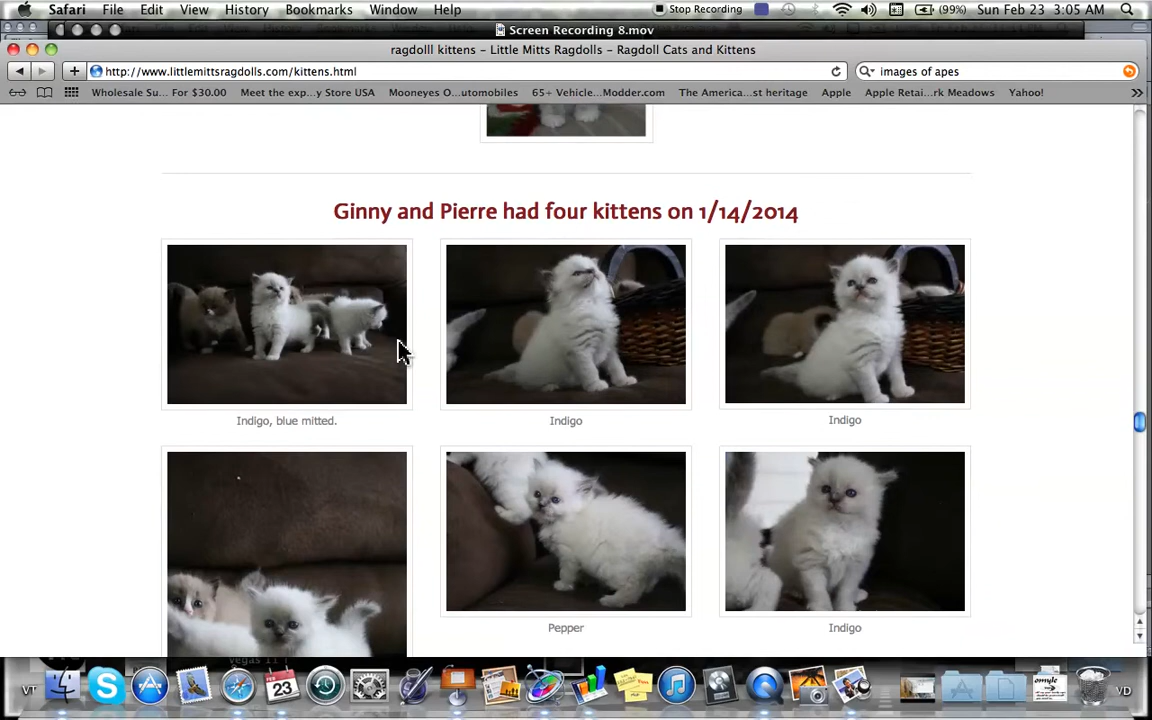 Safari File Edit View History Bookmarks Window Help Stop Recording (99%) Sun Feb 23 3:05 AM
Screen Recording 8.mov
ragdolll kittens – Little Mitts Ragdolls – Ragdoll Cats and Kittens
http://www.littlemittsragdolls.com/kittens.html images of apes
Wholesale Su... For $30.00 Meet the exp...y Store USA Mooneyes O...utomobiles 65+ Vehicle...Modder.com The America...st heritage Apple Apple Retai...rk Meadows Yahoo!
Ginny and Pierre had four kittens on 1/14/2014
Indigo, blue mitted. Indigo Indigo
Pepper Indigo
VT 23 VD